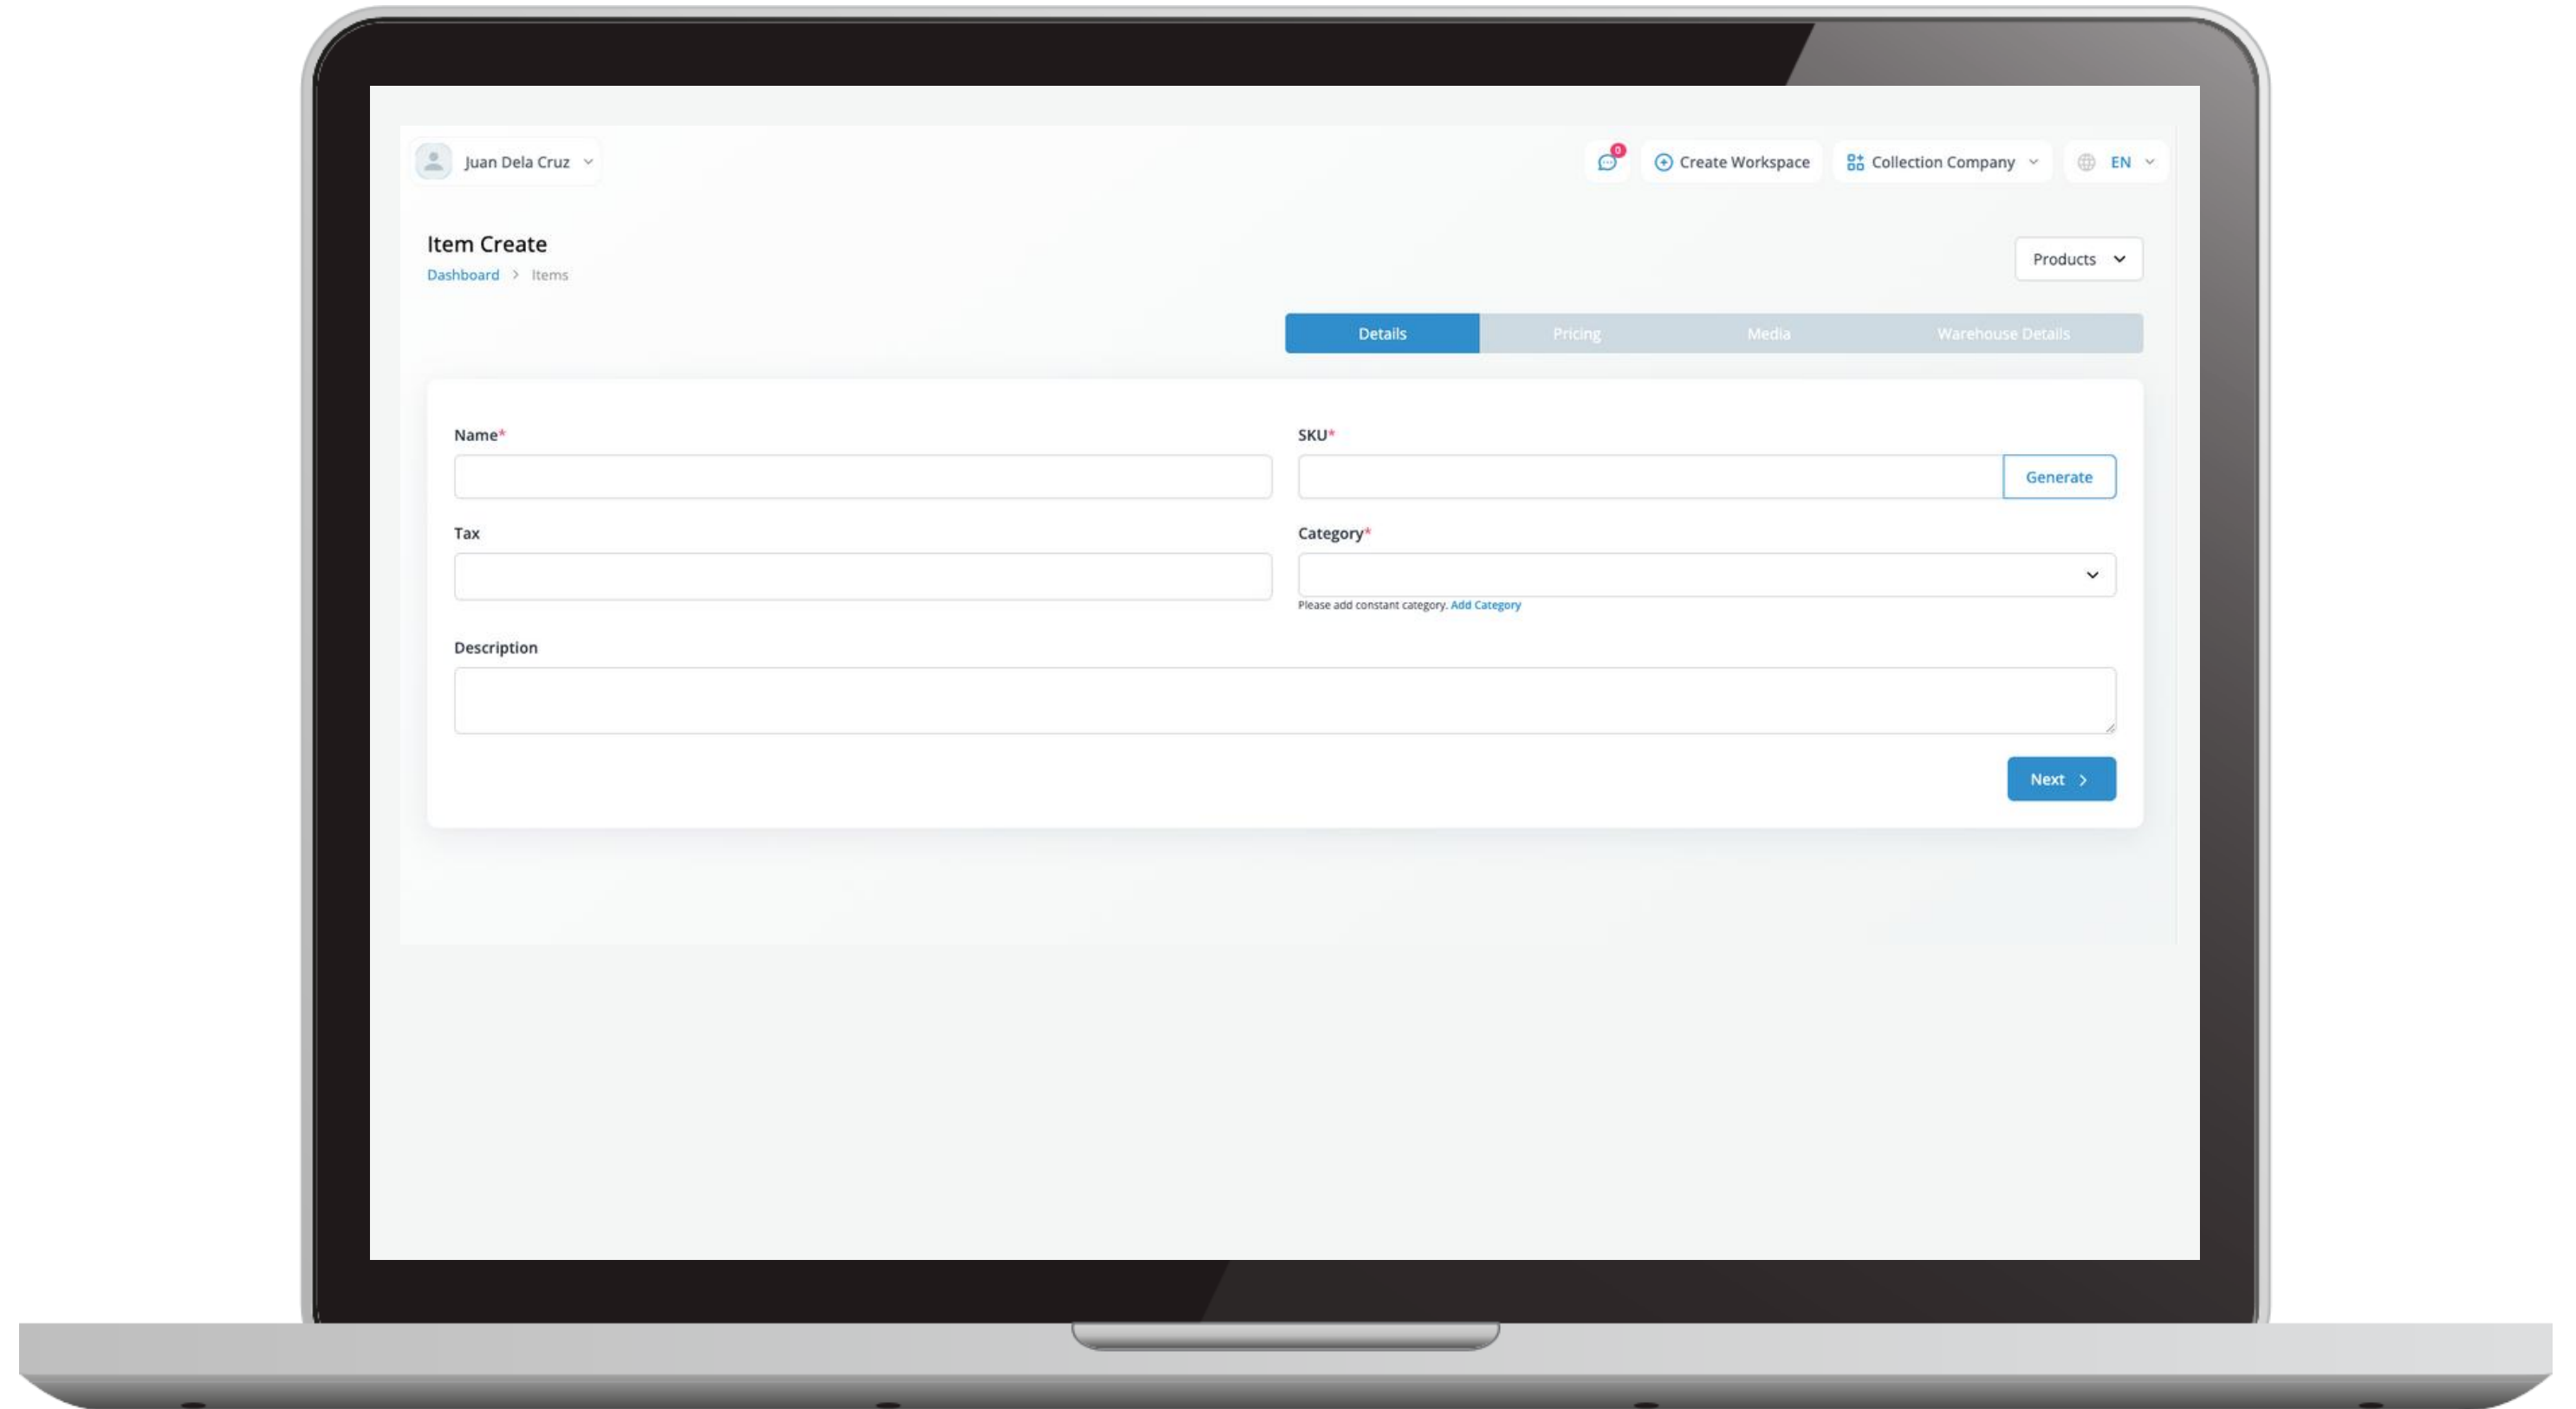 Juan Dela Cruz
0
Create Workspace
Collection Company
EN
Item Create
Dashboard > Items
Products
Details
Pricing
Media
Warehouse Details
Name*
SKU*
Generate
Tax
Category*
Please add constant category. Add Category
Description
Next >